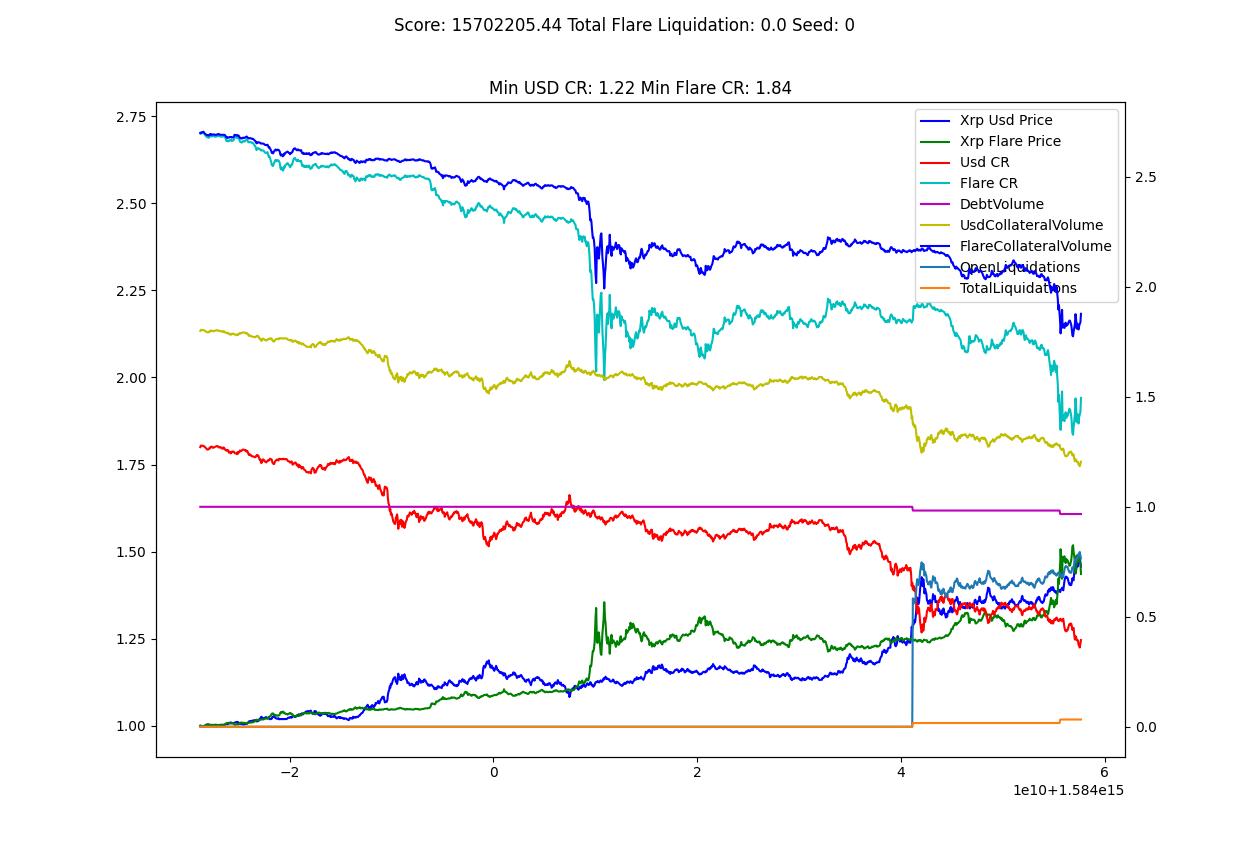 Score: 15702205.44 Total Flare Liquidation: 0.0 Seed: 0
Min USD CR: 1.22 Min Flare CR: 1.84
2.75
2.50
2.25
2.00
1.75
1.50
1.25
1.00
Xrp Usd Price
Xrp Flare Price
Usd CR
Flare CR
DebtVolume
UsdCollateralVolume
FlareCollateralVolume
OpenLiquidations
TotalLiquidations
2.5
2.0
1.5
1.0
0.5
0.0
−2 0 2 4 6
1e10+1.584e15